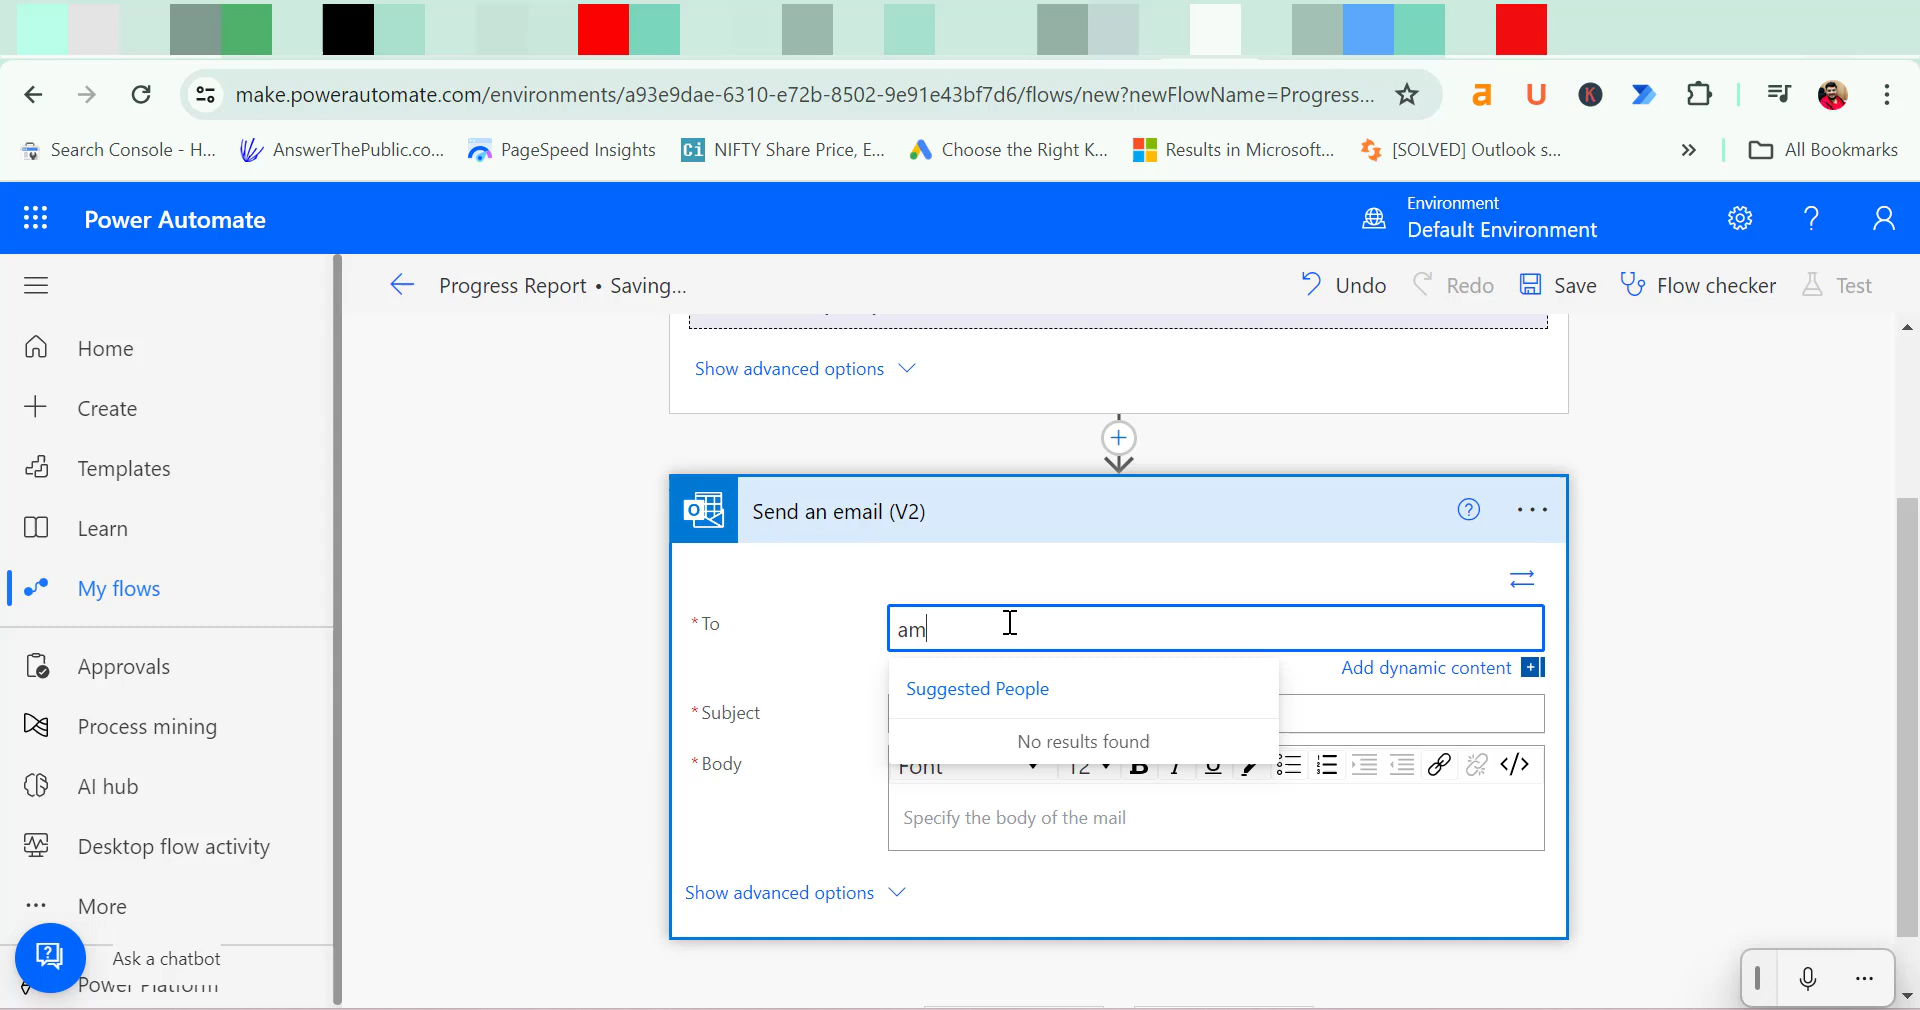 make.powerautomate.com/environments/a93e9dae-6310-e72b-8502-9e91e43bf7d6/flows/new?newFlowName=Progress...
a
U
K
Search Console - H...
AnswerThePublic.co...
PageSpeed Insights
Ci
NIFTY Share Price, E...
Choose the Right K...
Results in Microsoft...
[SOLVED] Outlook s...
All Bookmarks
Power Automate
Environment
Default Environment
Progress Report • Saving...
Undo
Redo
Save
Flow checker
Test
Home
Create
Templates
Learn
My flows
Approvals
Process mining
AI hub
Desktop flow activity
More
Ask a chatbot
Power Platform
Show advanced options
Send an email (V2)
* To
am
Add dynamic content
Suggested People
No results found
* Subject
* Body
Font
12
B
I
U
Specify the body of the mail
Show advanced options